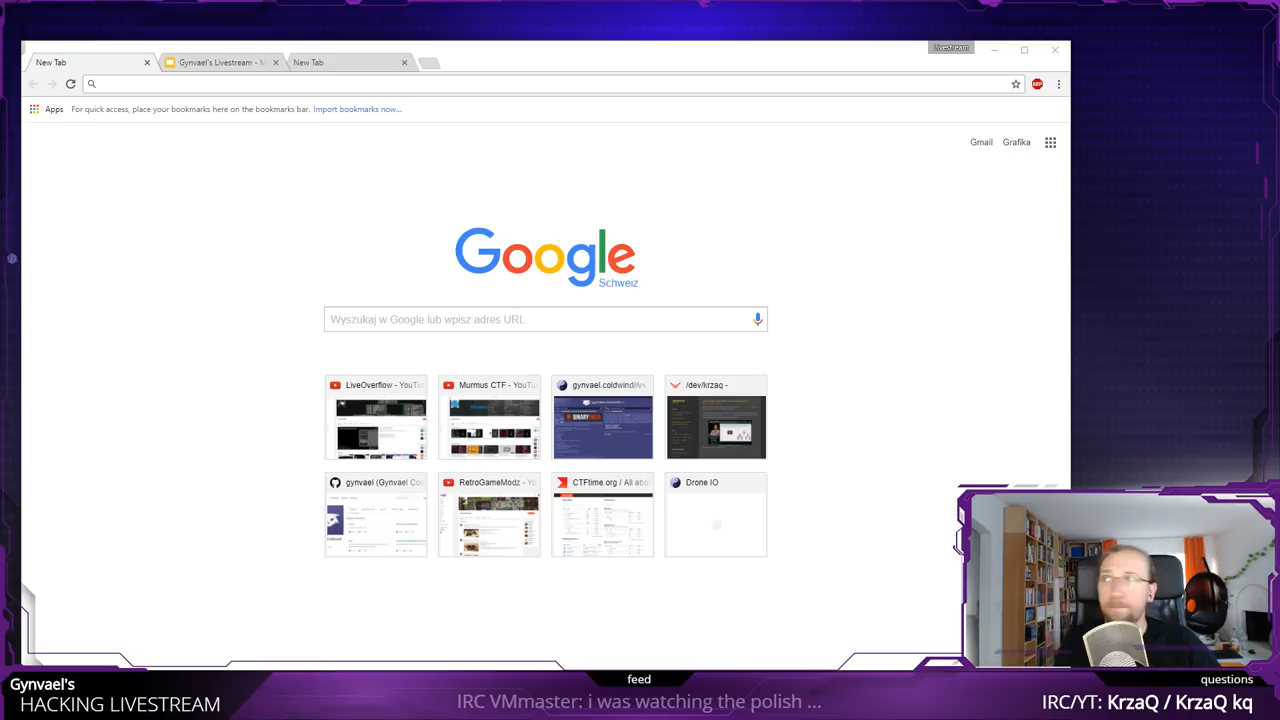 Livestream
New Tab
Gynvael's Livestream - M
New Tab
ABP
Apps
For quick access, place your bookmarks here on the bookmarks bar. Import bookmarks now...
Gmail
Grafika
Google
Schweiz
Wyszukaj w Google lub wpisz adres URL
LiveOverflow - YouTu
Murmus CTF - YouTu
gynvael.coldwind//vx
/dev/krzaq -
gynvael (Gynvael Co
RetroGameModz - Yo
CTFtime.org / All abo
Drone IO
Gynvael's
HACKING LIVESTREAM
feed
IRC VMmaster: i was watching the polish ...
questions
IRC/YT: KrzaQ / KrzaQ kq